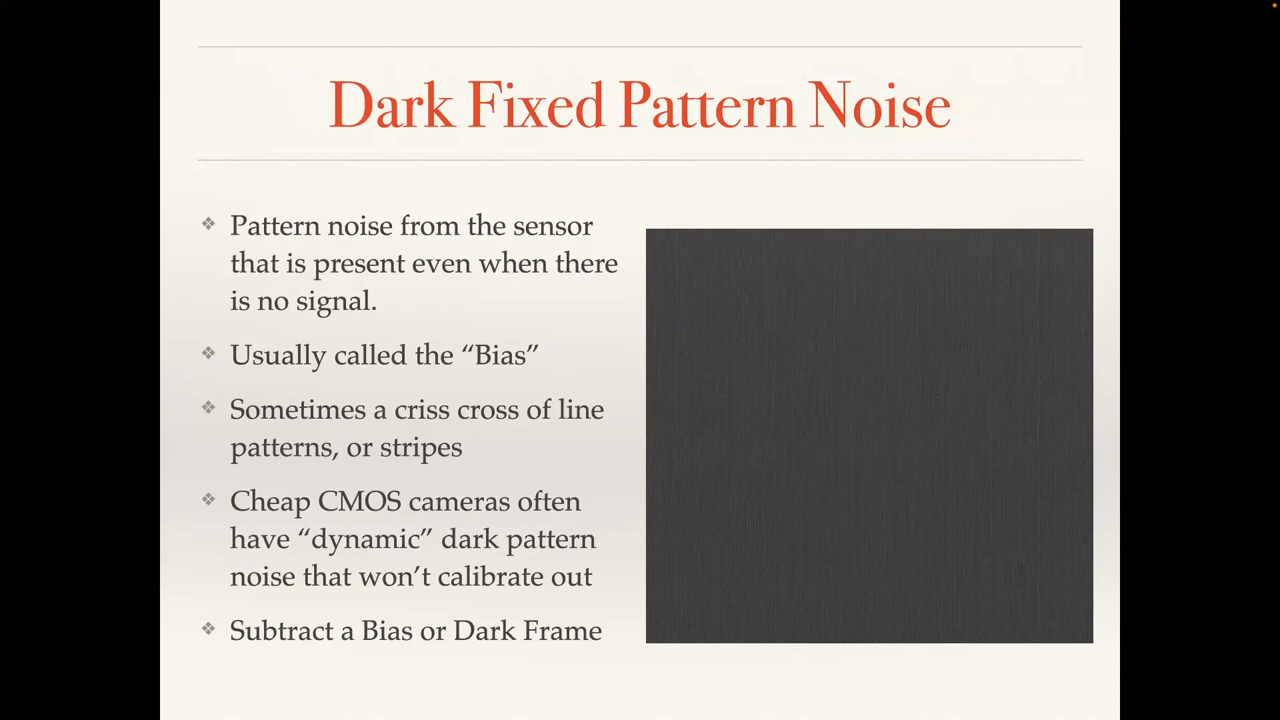 Dark Fixed Pattern Noise
❖ Pattern noise from the sensor
that is present even when there
is no signal.
❖ Usually called the “Bias”
❖ Sometimes a criss cross of line
patterns, or stripes
❖ Cheap CMOS cameras often
have “dynamic” dark pattern
noise that won’t calibrate out
❖ Subtract a Bias or Dark Frame